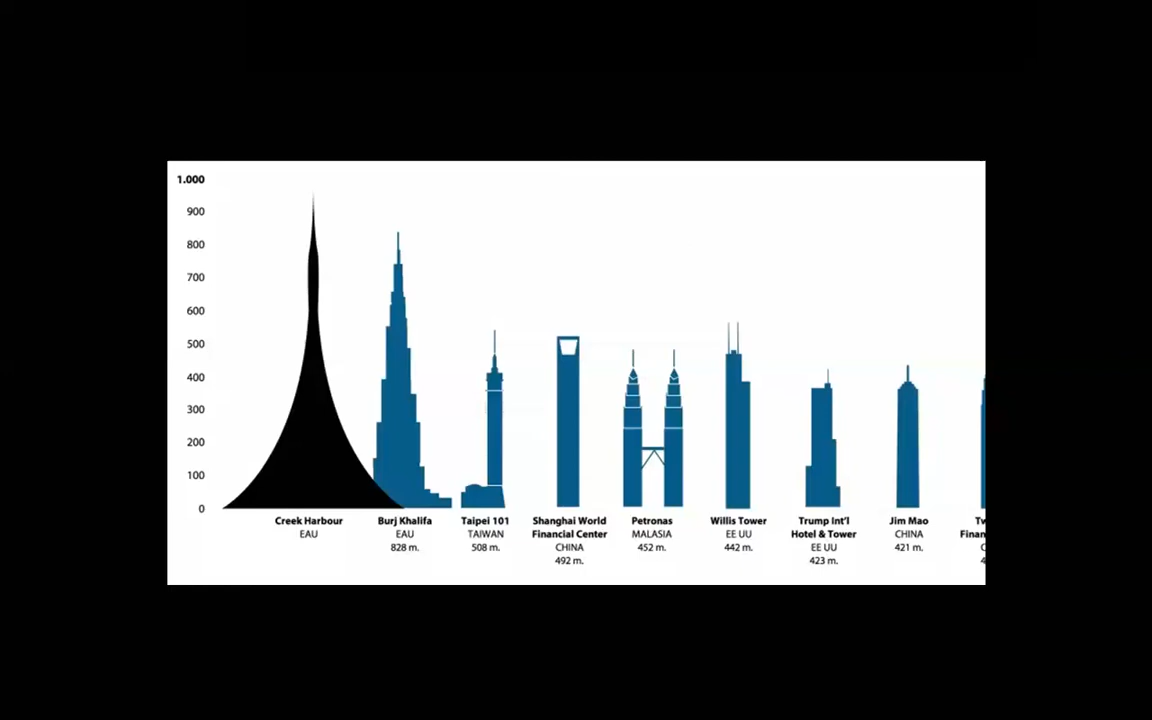 1.000
900
800
700
600
500
400
300
200
100
0
Creek Harbour
EAU
Burj Khalifa
EAU
828 m.
Taipei 101
TAIWAN
508 m.
Shanghai World
Financial Center
CHINA
492 m.
Petronas
MALASIA
452 m.
Willis Tower
EE UU
442 m.
Trump Int'l
Hotel & Tower
EE UU
423 m.
Jim Mao
CHINA
421 m.